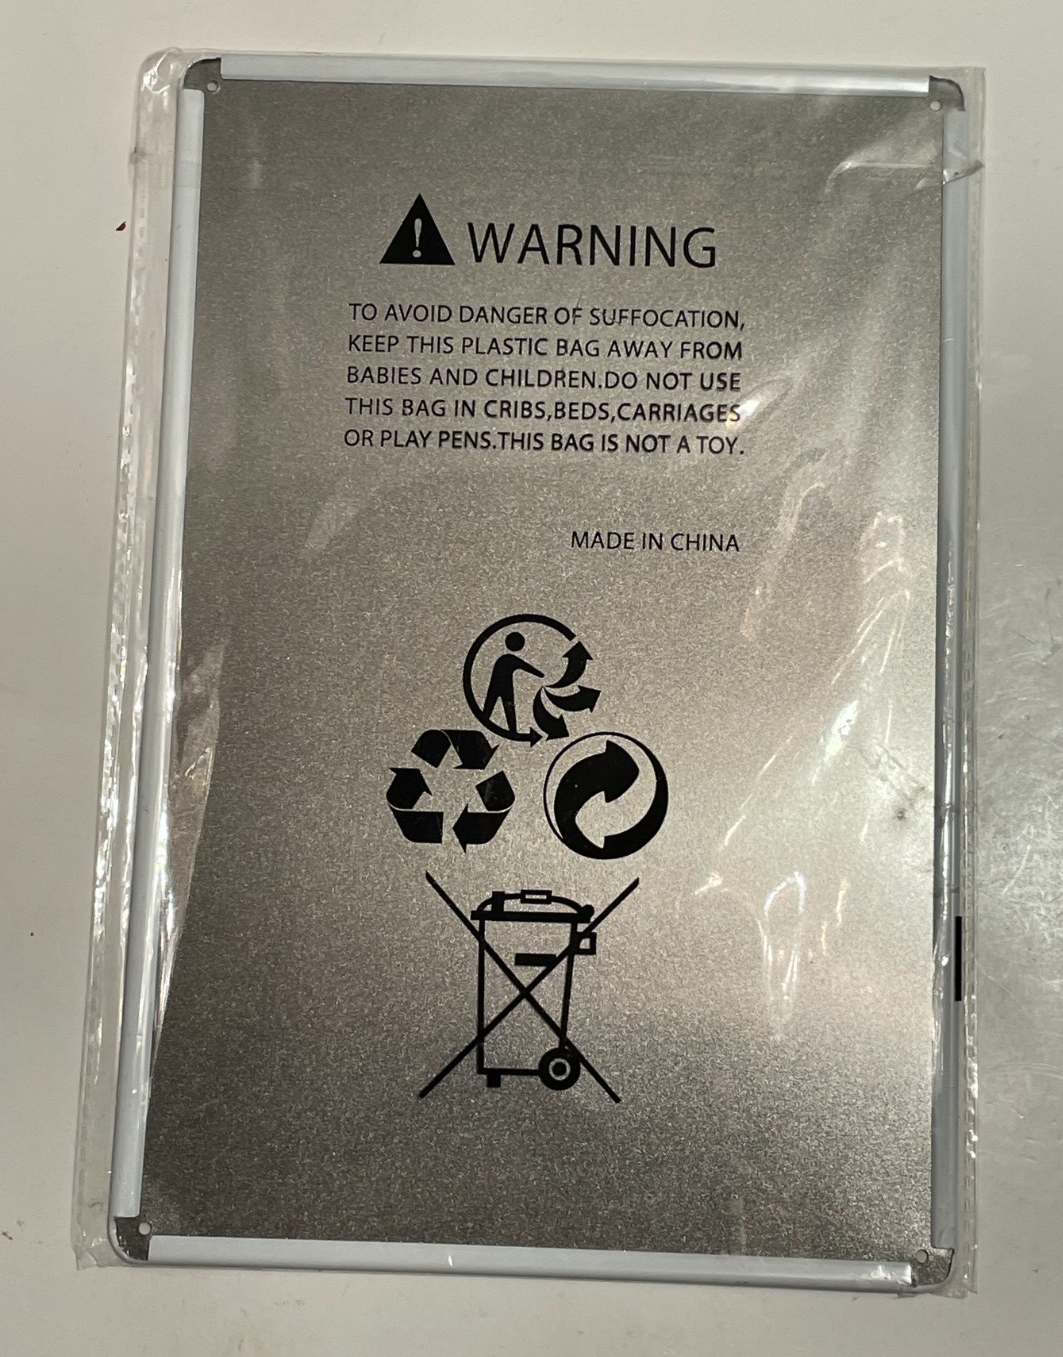 WARNING
TO AVOID DANGER OF SUFFOCATION,
KEEP THIS PLASTIC BAG AWAY FROM
BABIES AND CHILDREN.DO NOT USE
THIS BAG IN CRIBS,BEDS,CARRIAGES
OR PLAY PENS.THIS BAG IS NOT A TOY.
MADE IN CHINA